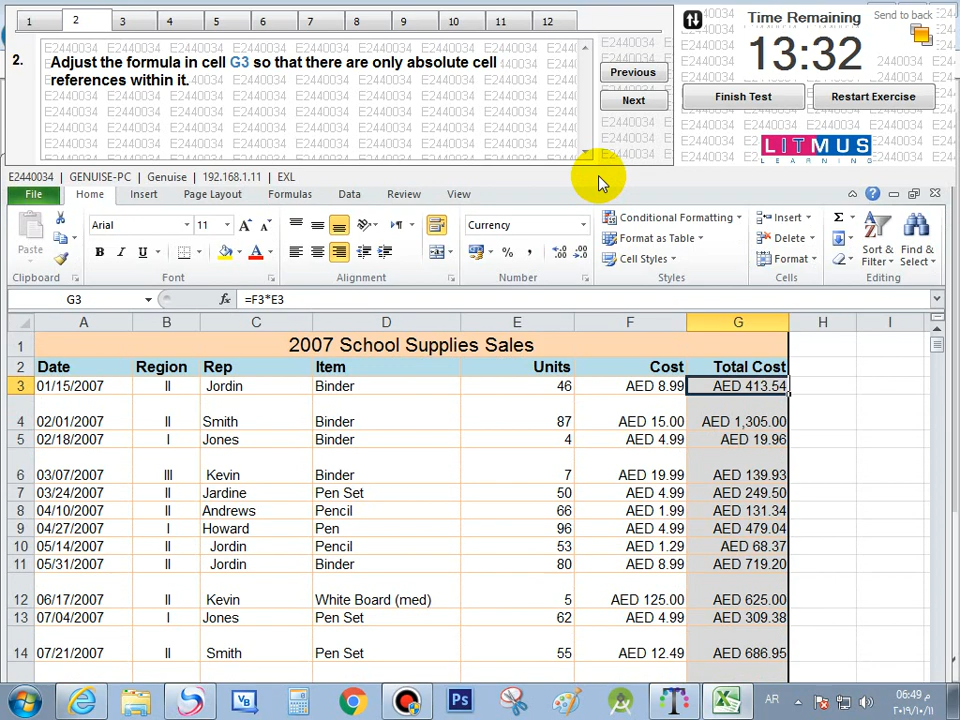 1 2 3 4 5 6 7 8 9 10 11 12
2. Adjust the formula in cell G3 so that there are only absolute cell
references within it.
Previous
Next
Time Remaining
13:32
Send to back
Finish Test
Restart Exercise
LITMUS
LEARNING
E2440034 | GENUISE-PC | Genuise | 192.168.1.11 | EXL
File Home Insert Page Layout Formulas Data Review View
Paste
Arial 11
Currency
Conditional Formatting
Format as Table
Cell Styles
Insert
Delete
Format
Sort & Filter
Find & Select
Clipboard Font Alignment Number Styles Cells Editing
G3 fx =F3*E3
A B C D E F G H I
1 2007 School Supplies Sales
2 Date Region Rep Item Units Cost Total Cost
3 01/15/2007 II Jordin Binder 46 AED 8.99 AED 413.54
4 02/01/2007 II Smith Binder 87 AED 15.00 AED 1,305.00
5 02/18/2007 I Jones Binder 4 AED 4.99 AED 19.96
6 03/07/2007 III Kevin Binder 7 AED 19.99 AED 139.93
7 03/24/2007 II Jardine Pen Set 50 AED 4.99 AED 249.50
8 04/10/2007 II Andrews Pencil 66 AED 1.99 AED 131.34
9 04/27/2007 I Howard Pen 96 AED 4.99 AED 479.04
10 05/14/2007 II Jordin Pencil 53 AED 1.29 AED 68.37
11 05/31/2007 II Jordin Binder 80 AED 8.99 AED 719.20
12 06/17/2007 II Kevin White Board (med) 5 AED 125.00 AED 625.00
13 07/04/2007 I Jones Pen Set 62 AED 4.99 AED 309.38
14 07/21/2007 II Smith Pen Set 55 AED 12.49 AED 686.95
AR
06:49 م